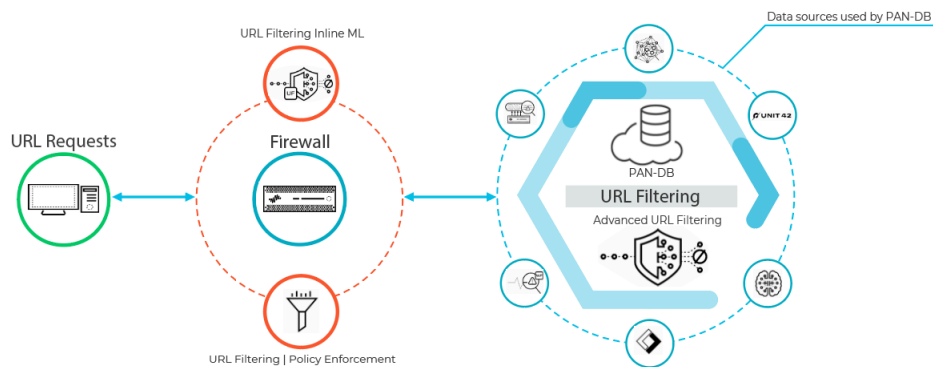 Data sources used by PAN-DB
URL Filtering Inline ML
UF
URL Requests
Firewall
UNIT 42
PAN-DB
URL Filtering
Advanced URL Filtering
URL Filtering | Policy Enforcement